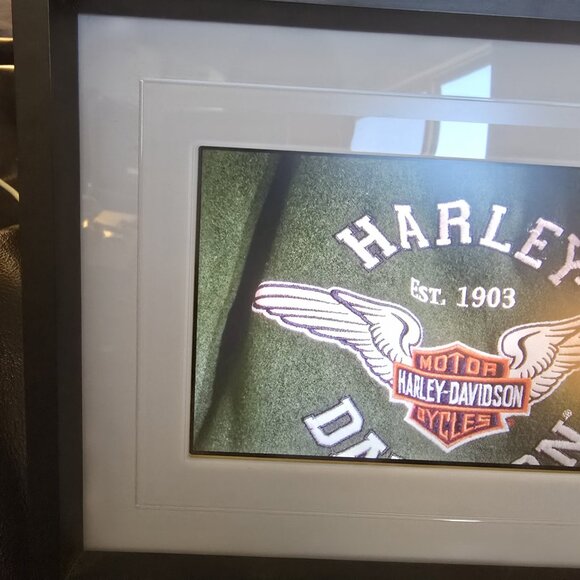 HARLEY
EST. 1903
MOTOR
HARLEY-DAVIDSON
CYCLES